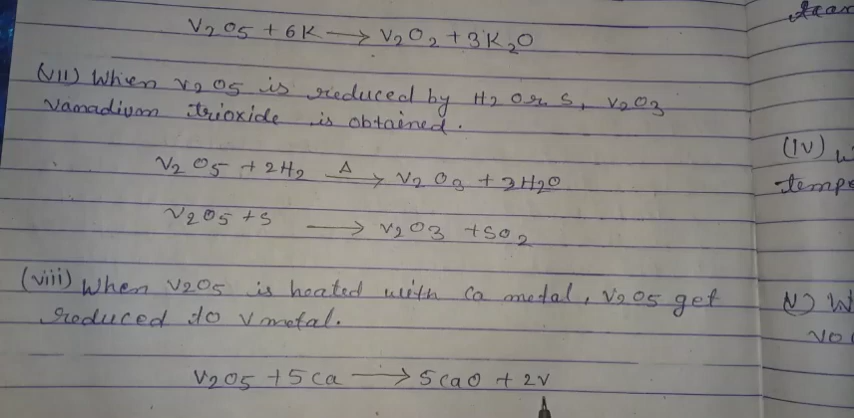 V2O5 + 6K → V2O2 + 3K2O
(vii) When V2O5 is reduced by H2 or S, V2O3
vanadium trioxide is obtained.
V2O5 + 2H2 —Δ→ V2O3 + 2H2O
V2O5 + S → V2O3 + SO2
(viii) When V2O5 is heated with Ca metal, V2O5 get
reduced to V metal.
V2O5 + 5Ca → 5CaO + 2V
(iv) W
tempe
V) W